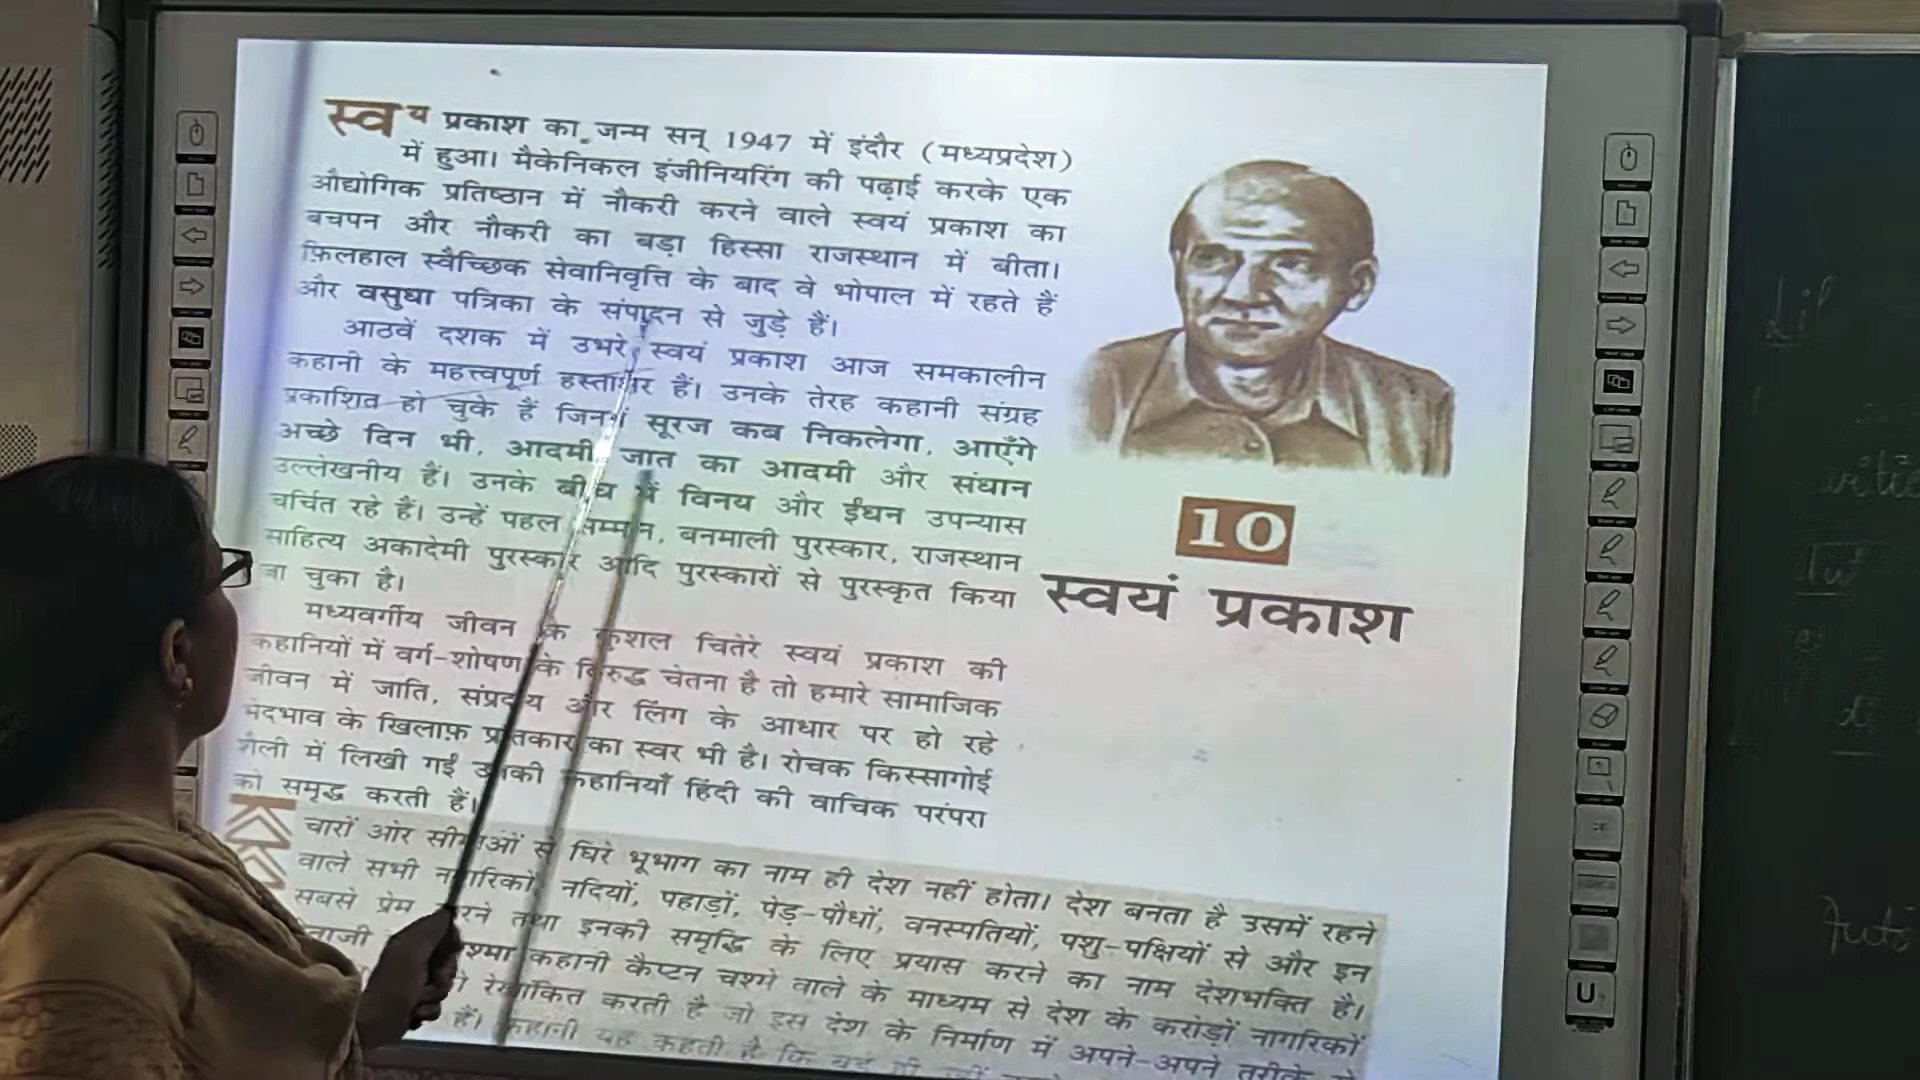 स्वयं प्रकाश का जन्म सन् 1947 में इंदौर (मध्यप्रदेश)
में हुआ। मैकेनिकल इंजीनियरिंग की पढ़ाई करके एक
औद्योगिक प्रतिष्ठान में नौकरी करने वाले स्वयं प्रकाश का
बचपन और नौकरी का बड़ा हिस्सा राजस्थान में बीता।
फ़िलहाल स्वैच्छिक सेवानिवृत्ति के बाद वे भोपाल में रहते हैं
और वसुधा पत्रिका के संपादन से जुड़े हैं।
आठवें दशक में उभरे स्वयं प्रकाश आज समकालीन
कहानी के महत्त्वपूर्ण हस्ताक्षर हैं। उनके तेरह कहानी संग्रह
प्रकाशित हो चुके हैं जिनमें सूरज कब निकलेगा, आएँगे
अच्छे दिन भी, आदमी जात का आदमी और संधान
उल्लेखनीय हैं। उनके बीच में विनय और ईंधन उपन्यास
चर्चित रहे हैं। उन्हें पहल सम्मान, बनमाली पुरस्कार, राजस्थान
साहित्य अकादेमी पुरस्कार आदि पुरस्कारों से पुरस्कृत किया
जा चुका है।
मध्यवर्गीय जीवन के कुशल चितेरे स्वयं प्रकाश की
कहानियों में वर्ग-शोषण के विरुद्ध चेतना है तो हमारे सामाजिक
जीवन में जाति, संप्रदाय और लिंग के आधार पर हो रहे
भेदभाव के खिलाफ़ प्रतिकार का स्वर भी है। रोचक किस्सागोई
शैली में लिखी गईं उनकी कहानियाँ हिंदी की वाचिक परंपरा
को समृद्ध करती हैं।
10
स्वयं प्रकाश
चारों ओर सीमाओं से घिरे भूभाग का नाम ही देश नहीं होता। देश बनता है उसमें रहने
वाले सभी नागरिकों, नदियों, पहाड़ों, पेड़-पौधों, वनस्पतियों, पशु-पक्षियों से और इन
सबसे प्रेम करने तथा इनकी समृद्धि के लिए प्रयास करने का नाम देशभक्ति है।
कहानी कैप्टन चश्मे वाले के माध्यम से देश के करोड़ों नागरिकों
रेखांकित करती है जो इस देश के निर्माण में अपने-अपने तरीके से
हैं। कहानी यह कहती है कि